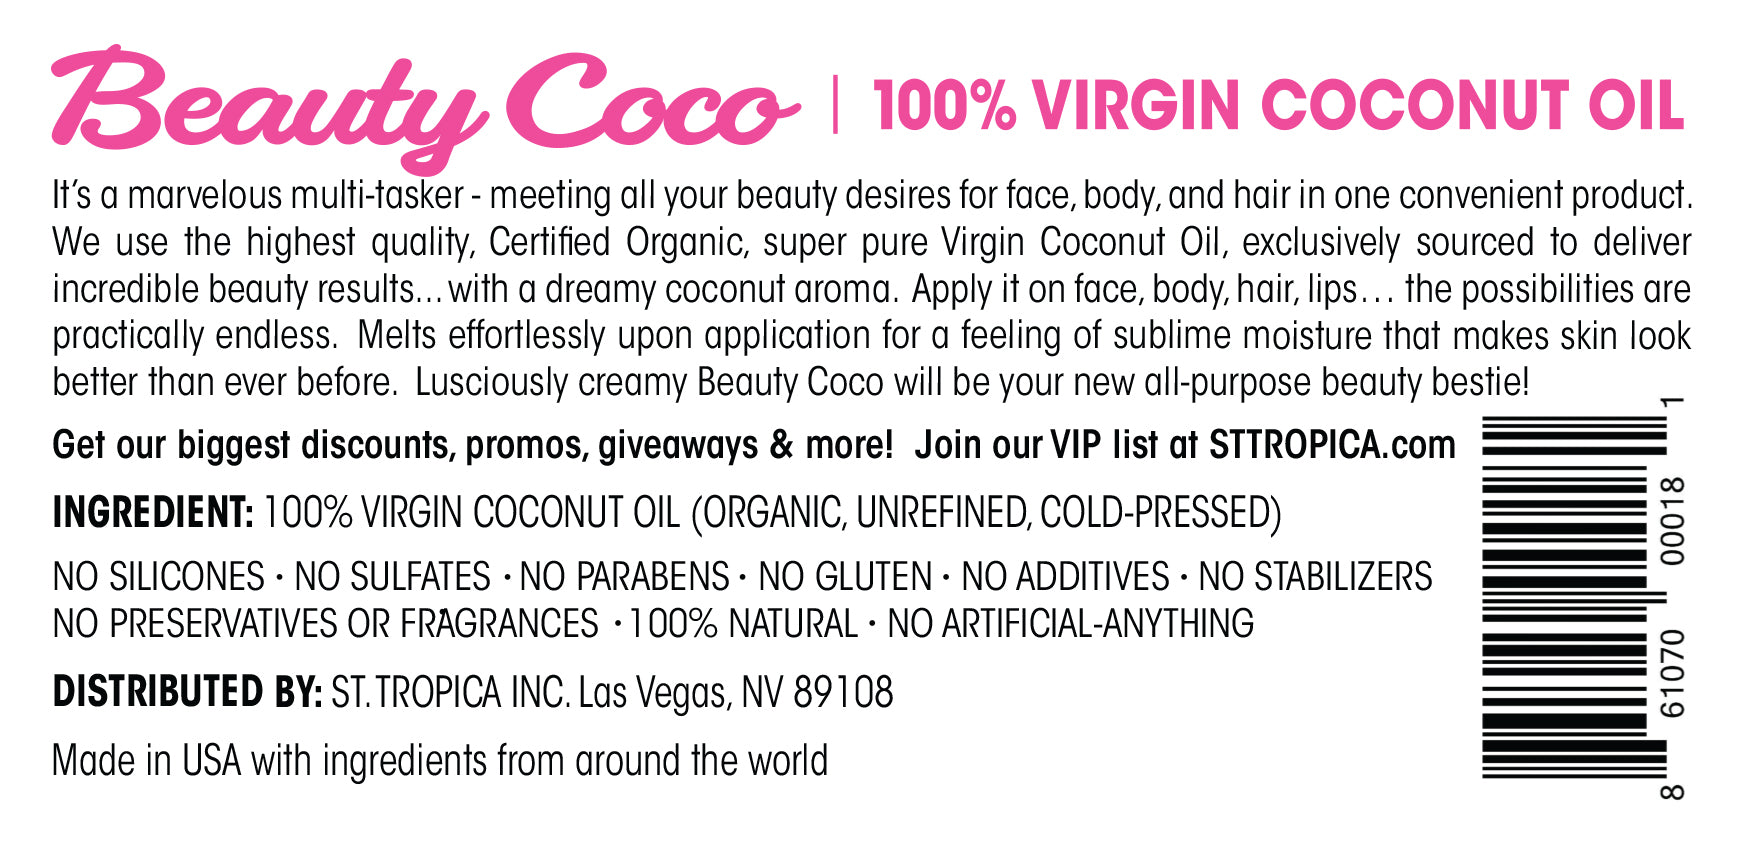 Beauty Coco | 100% VIRGIN COCONUT OIL
It's a marvelous multi-tasker - meeting all your beauty desires for face, body, and hair in one convenient product.
We use the highest quality, Certified Organic, super pure Virgin Coconut Oil, exclusively sourced to deliver
incredible beauty results...with a dreamy coconut aroma. Apply it on face, body, hair, lips... the possibilities are
practically endless. Melts effortlessly upon application for a feeling of sublime moisture that makes skin look
better than ever before. Lusciously creamy Beauty Coco will be your new all-purpose beauty bestie!
Get our biggest discounts, promos, giveaways & more! Join our VIP list at STTROPICA.com
INGREDIENT: 100% VIRGIN COCONUT OIL (ORGANIC, UNREFINED, COLD-PRESSED)
NO SILICONES · NO SULFATES · NO PARABENS · NO GLUTEN · NO ADDITIVES · NO STABILIZERS
NO PRESERVATIVES OR FRAGRANCES · 100% NATURAL · NO ARTIFICIAL-ANYTHING
DISTRIBUTED BY: ST. TROPICA INC. Las Vegas, NV 89108
Made in USA with ingredients from around the world
8 61070 00018 1